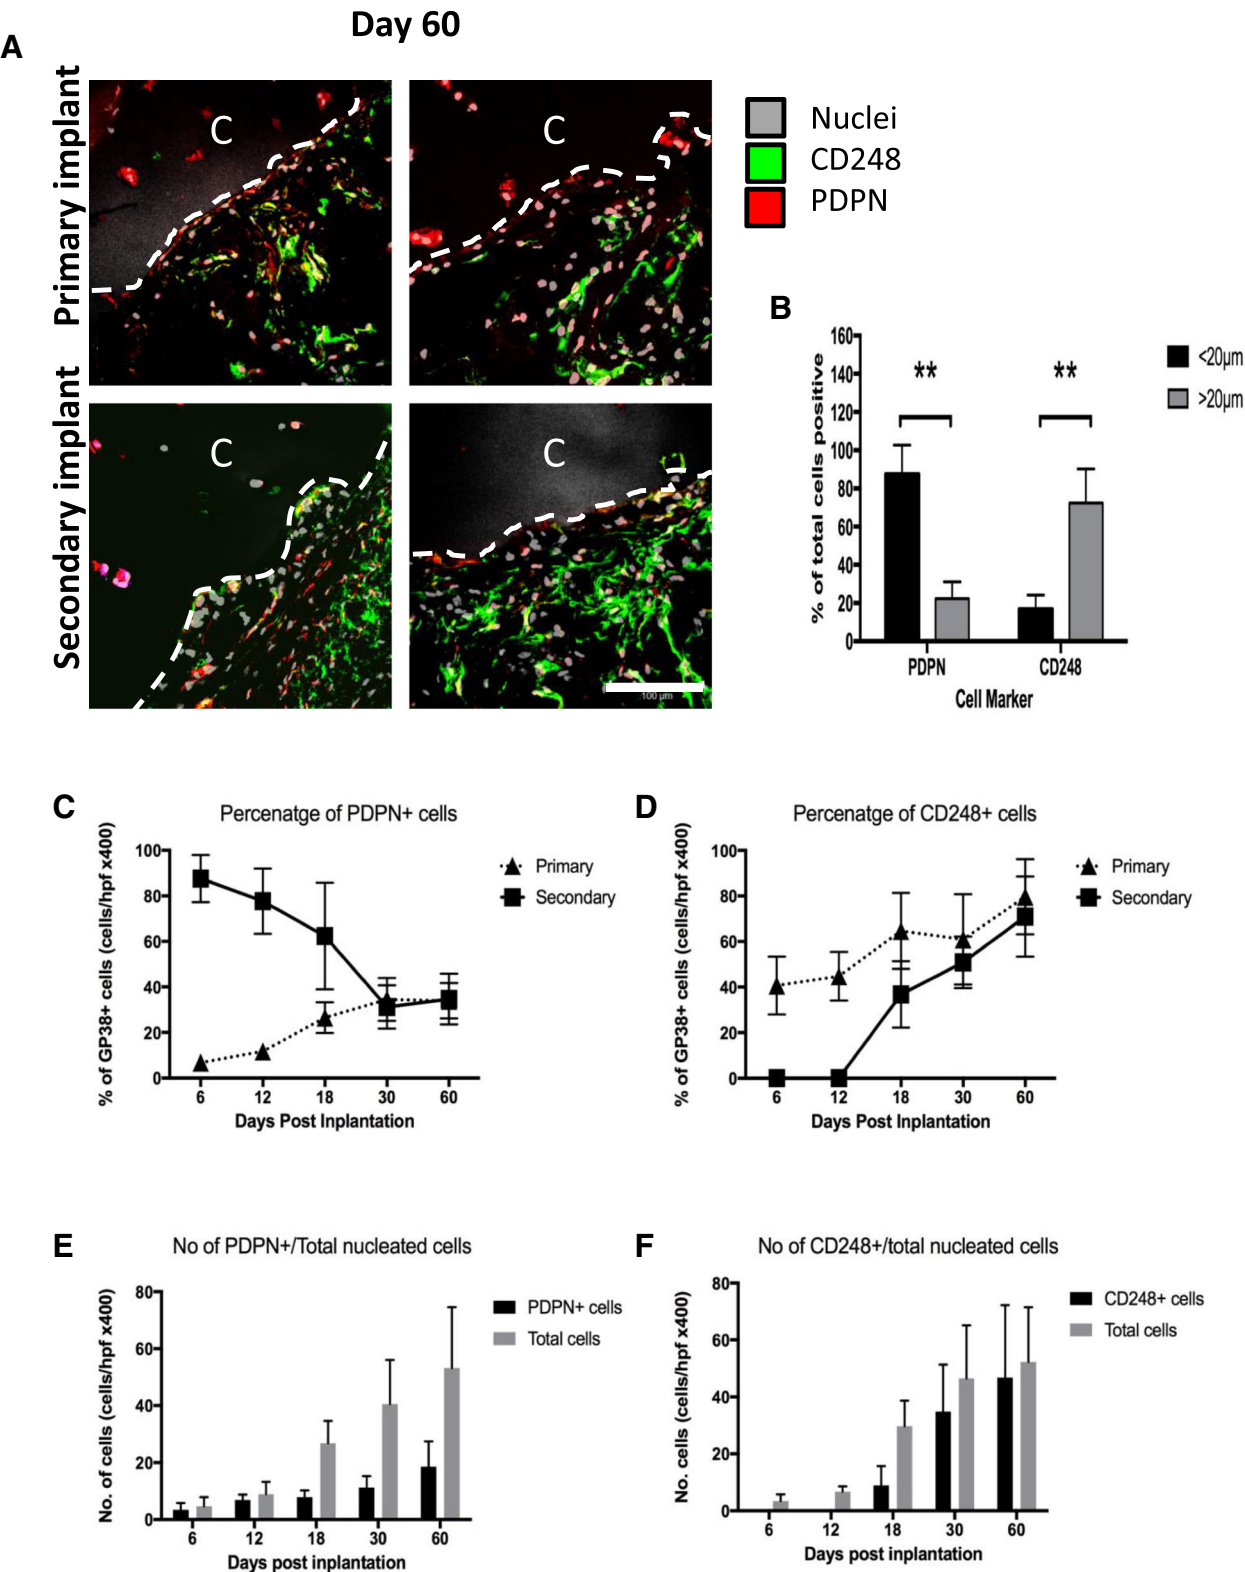 Day 60
A
Primary implant
Secondary implant
C
C
C
C
100 µm
Nuclei
CD248
PDPN
B
% of total cells positive
160
140
120
100
80
60
40
20
0
**
**
<20µm
>20µm
PDPN
CD248
Cell Marker
C
Percenatge of PDPN+ cells
% of GP38+ cells (cells/hpf x400)
100
80
60
40
20
0
6
12
18
30
60
Days Post Inplantation
Primary
Secondary
D
Percenatge of CD248+ cells
% of GP38+ cells (cells/hpf x400)
100
80
60
40
20
0
6
12
18
30
60
Days Post Inplantation
Primary
Secondary
E
No of PDPN+/Total nucleated cells
No. of cells (cells/hpf x400)
80
60
40
20
0
6
12
18
30
60
Days post inplantation
PDPN+ cells
Total cells
F
No of CD248+/total nucleated cells
No. cells (cells/hpf x400)
80
60
40
20
0
6
12
18
30
60
Days post inplantation
CD248+ cells
Total cells